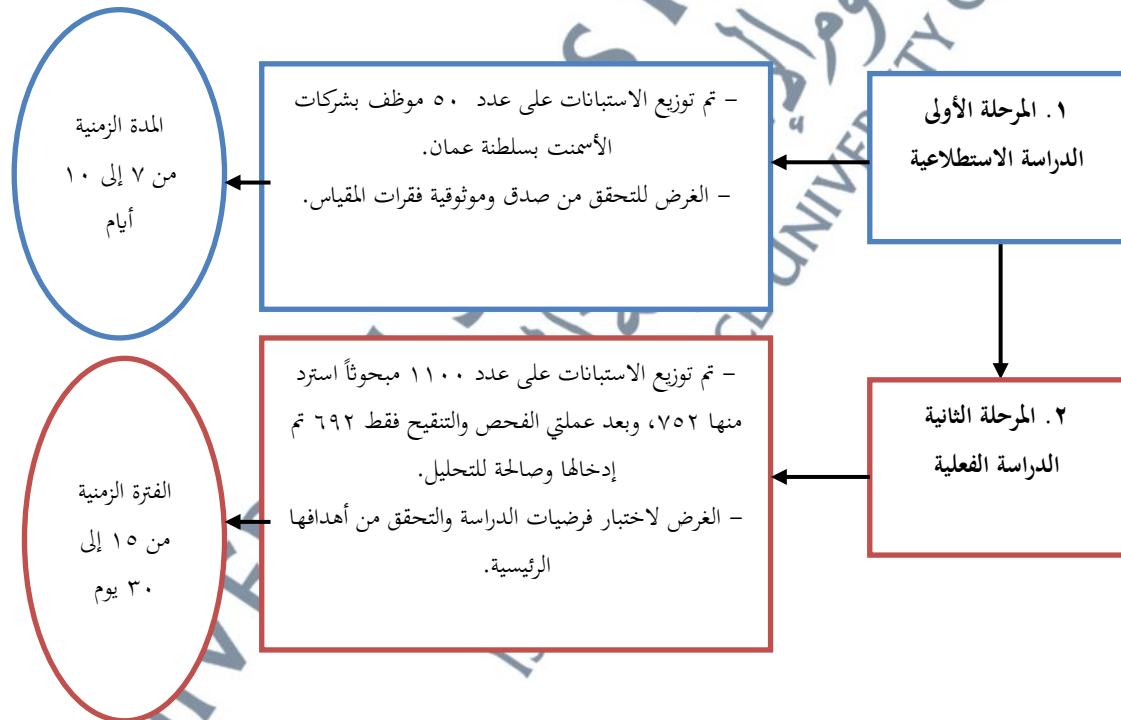 ١. المرحلة الأولى
الدراسة الاستطلاعية
– تم توزيع الاستبانات على عدد ٥٠ موظف بشركات
الأسمنت بسلطنة عمان.
– الغرض للتحقق من صدق وموثوقية فقرات المقياس.
المدة الزمنية
من ٧ إلى ١٠
أيام
٢. المرحلة الثانية
الدراسة الفعلية
– تم توزيع الاستبانات على عدد ١١٠٠ مبحوثاً استرد
منها ٧٥٢، وبعد عملتي الفحص والتنقيح فقط ٦٩٢ تم
إدخالها وصالحة للتحليل.
– الغرض لاختبار فرضيات الدراسة والتحقق من أهدافها
الرئيسية.
الفترة الزمنية
من ١٥ إلى
٣٠ يوم